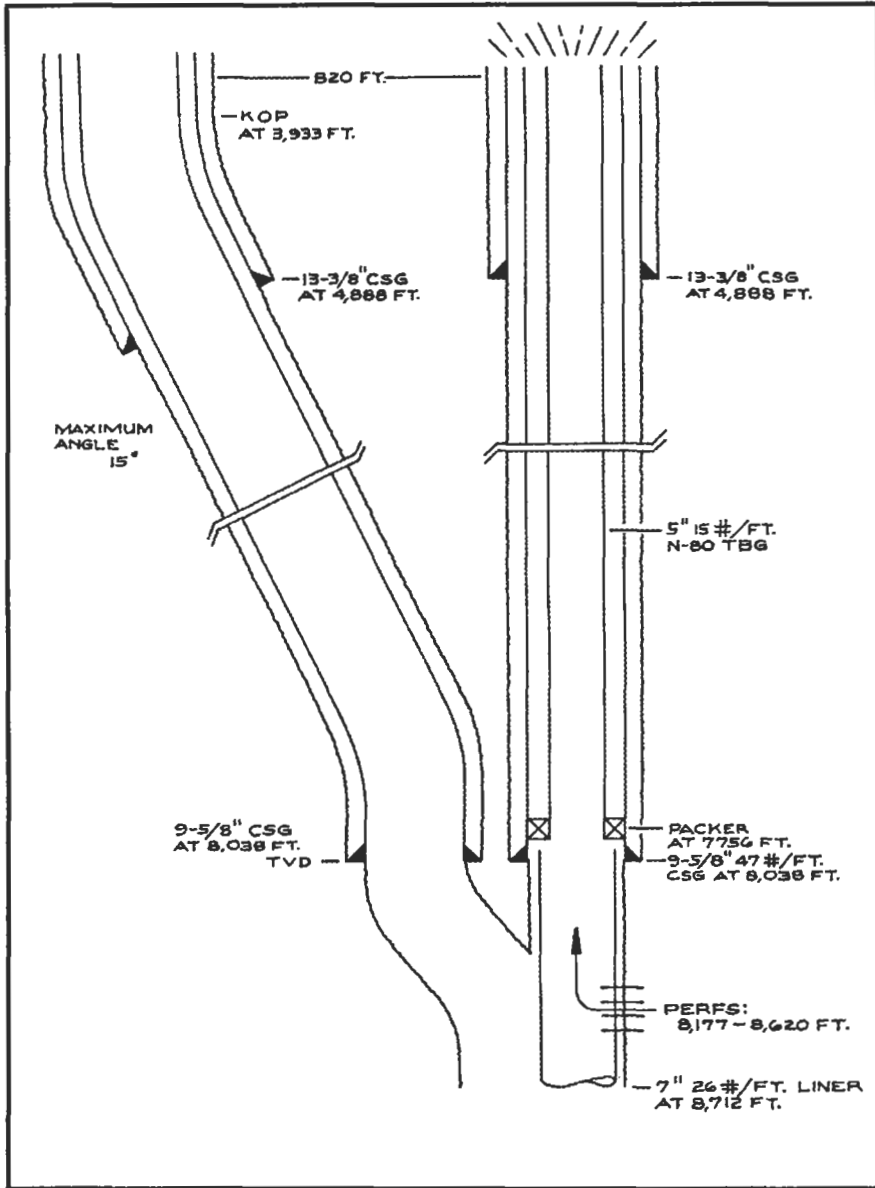 820 FT.
KOP
AT 3,933 FT.
13-3/8" CSG
AT 4,888 FT.
13-3/8" CSG
AT 4,888 FT.
MAXIMUM
ANGLE
15°
5" 15 #/FT.
N-80 TBG
9-5/8" CSG
AT 8,038 FT.
TVD
PACKER
AT 7756 FT.
9-5/8" 47 #/FT.
CSG AT 8,038 FT.
PERFS:
8,177-8,620 FT.
7" 26 #/FT. LINER
AT 8,712 FT.